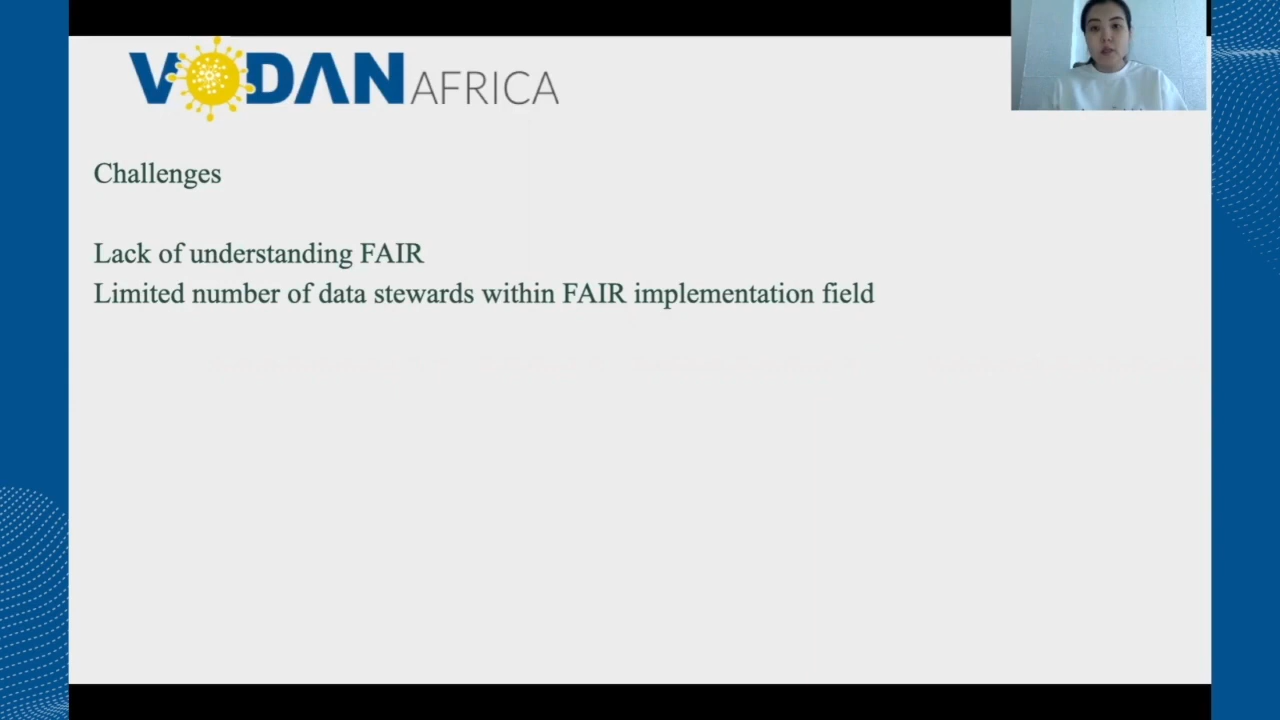 VODAN AFRICA
Challenges
Lack of understanding FAIR
Limited number of data stewards within FAIR implementation field